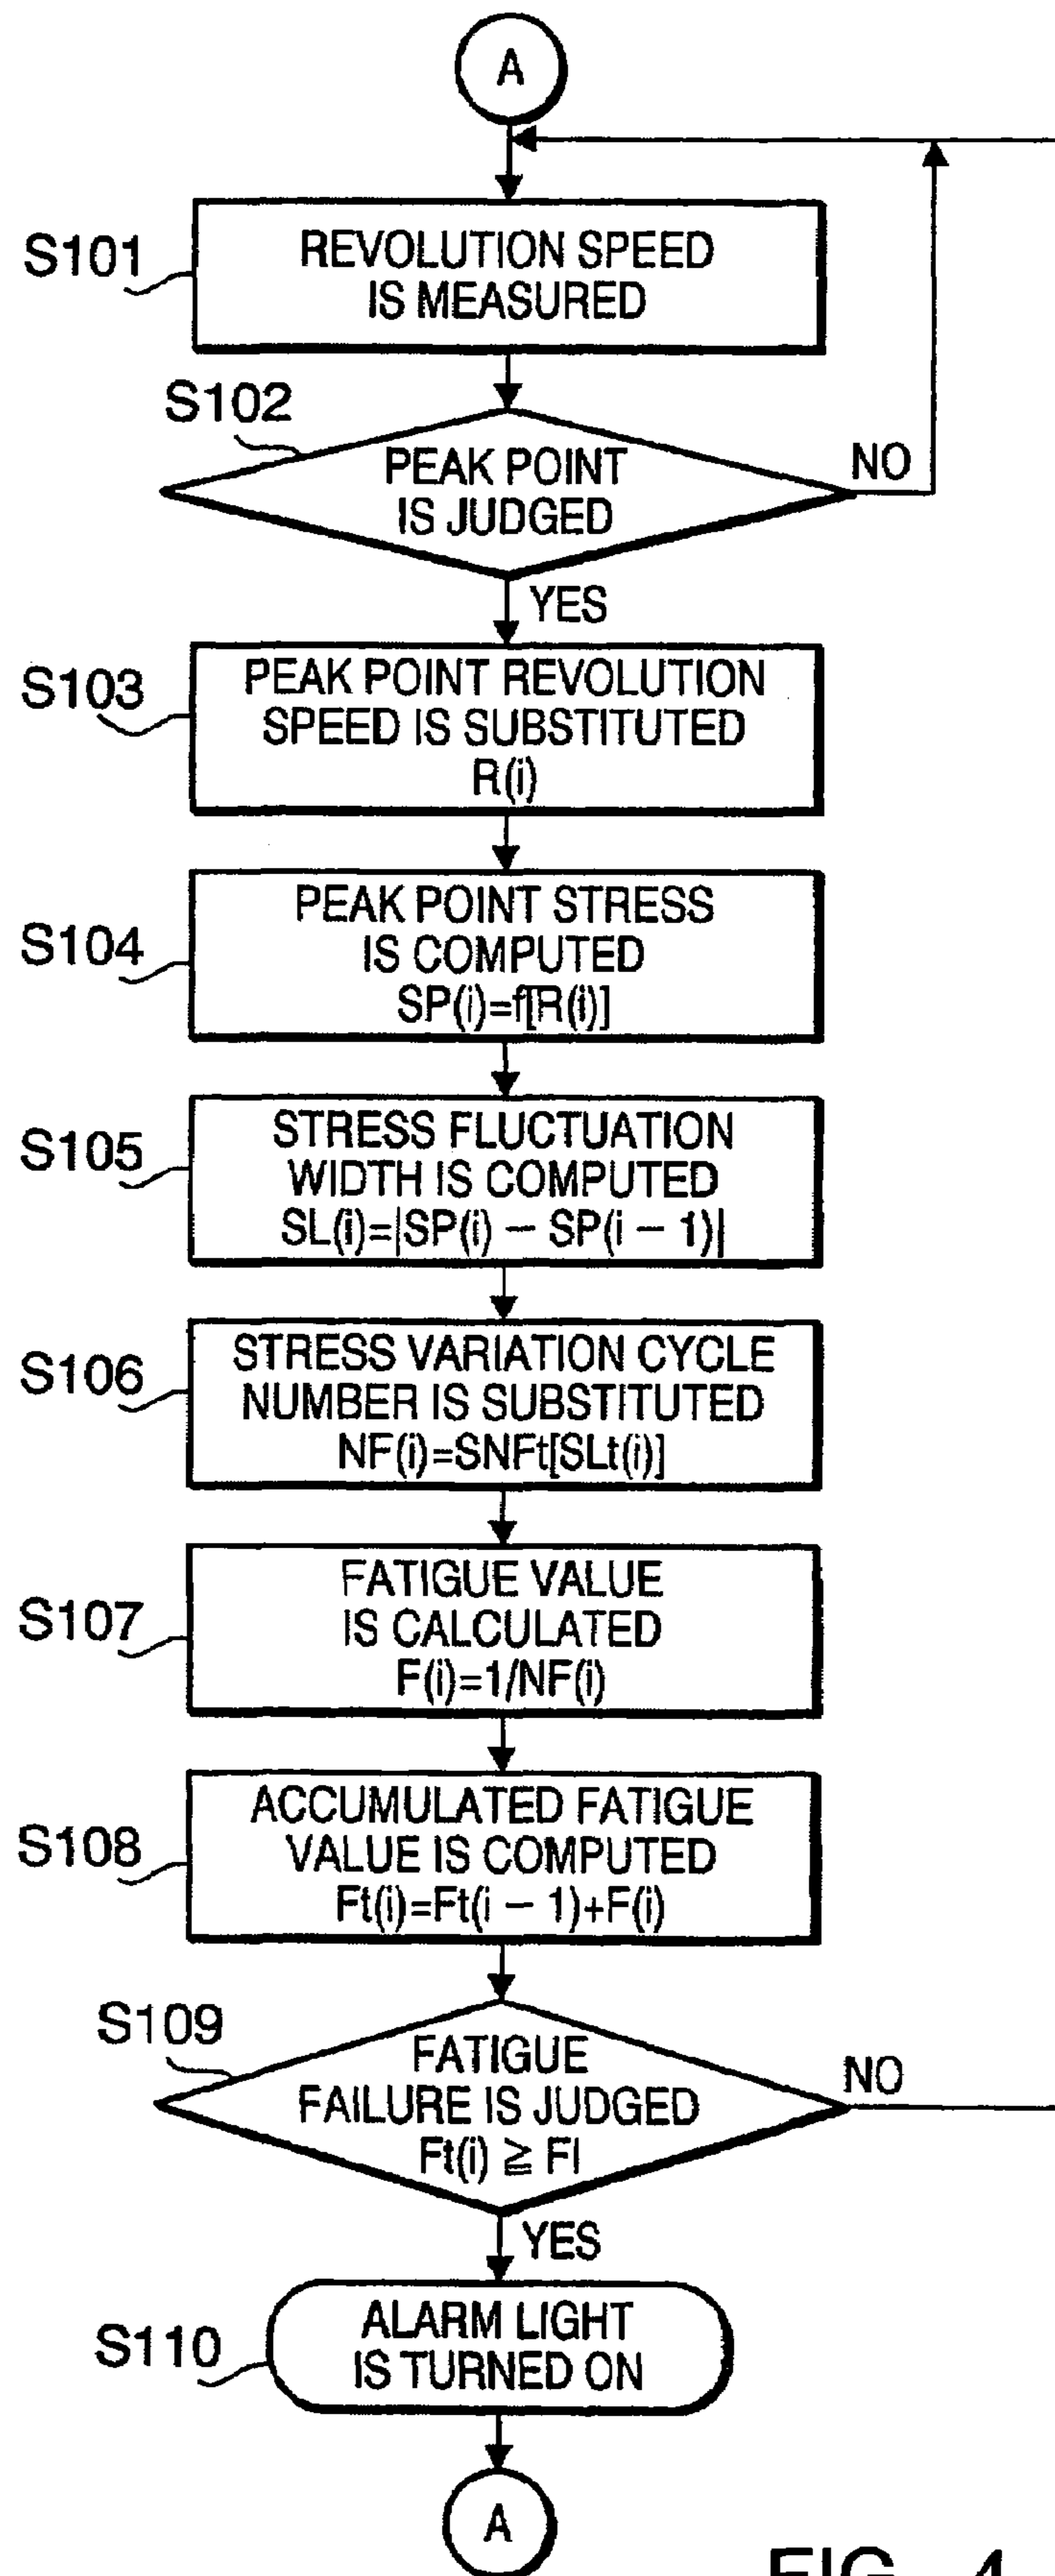 A
S101
REVOLUTION SPEED
IS MEASURED
S102
PEAK POINT
IS JUDGED
NO
YES
S103
PEAK POINT REVOLUTION
SPEED IS SUBSTITUTED
R(i)
S104
PEAK POINT STRESS
IS COMPUTED
SP(i)=f[R(i)]
S105
STRESS FLUCTUATION
WIDTH IS COMPUTED
SL(i)=|SP(i) − SP(i − 1)|
S106
STRESS VARIATION CYCLE
NUMBER IS SUBSTITUTED
NF(i)=SNFt[SLt(i)]
S107
FATIGUE VALUE
IS CALCULATED
F(i)=1/NF(i)
S108
ACCUMULATED FATIGUE
VALUE IS COMPUTED
Ft(i)=Ft(i − 1)+F(i)
S109
FATIGUE
FAILURE IS JUDGED
Ft(i) ≧ Fl
NO
YES
S110
ALARM LIGHT
IS TURNED ON
A
FIG. 4